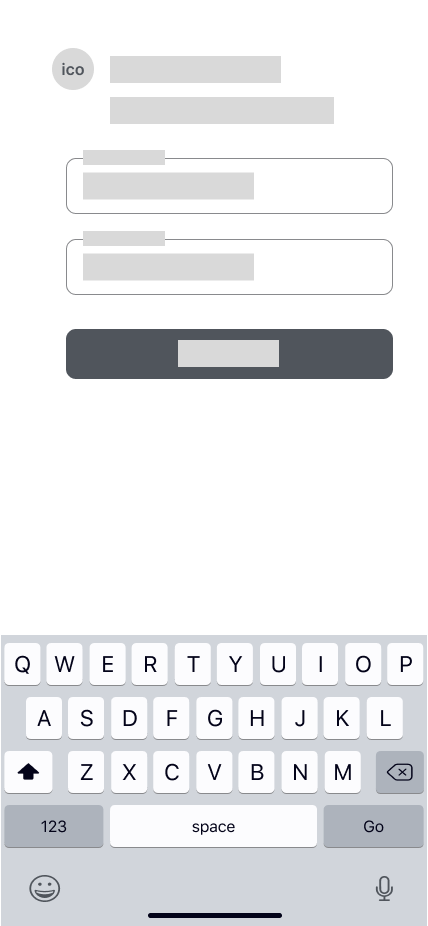 ico
Q W E R T Y U I O P
A S D F G H J K L
Z X C V B N M
123 space Go